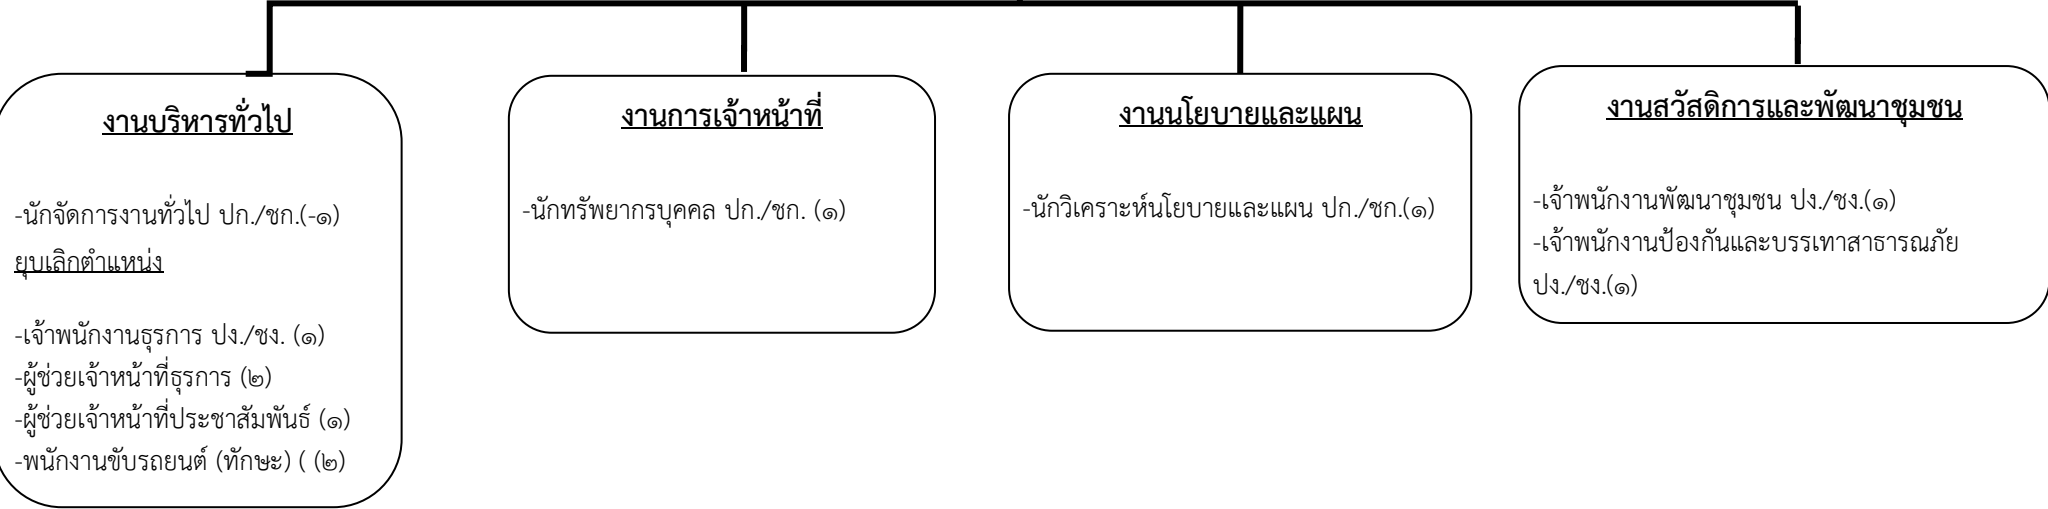 งานบริหารทั่วไป
-นักจัดการงานทั่วไป ปก./ชก.(-๑)
ยุบเลิกตำแหน่ง
-เจ้าพนักงานธุรการ ปง./ชง. (๑)
-ผู้ช่วยเจ้าหน้าที่ธุรการ (๒)
-ผู้ช่วยเจ้าหน้าที่ประชาสัมพันธ์ (๑)
-พนักงานขับรถยนต์ (ทักษะ) ( (๒)
งานการเจ้าหน้าที่
-นักทรัพยากรบุคคล ปก./ชก. (๑)
งานนโยบายและแผน
-นักวิเคราะห์นโยบายและแผน ปก./ชก.(๑)
งานสวัสดิการและพัฒนาชุมชน
-เจ้าพนักงานพัฒนาชุมชน ปง./ชง.(๑)
-เจ้าพนักงานป้องกันและบรรเทาสาธารณภัย
ปง./ชง.(๑)